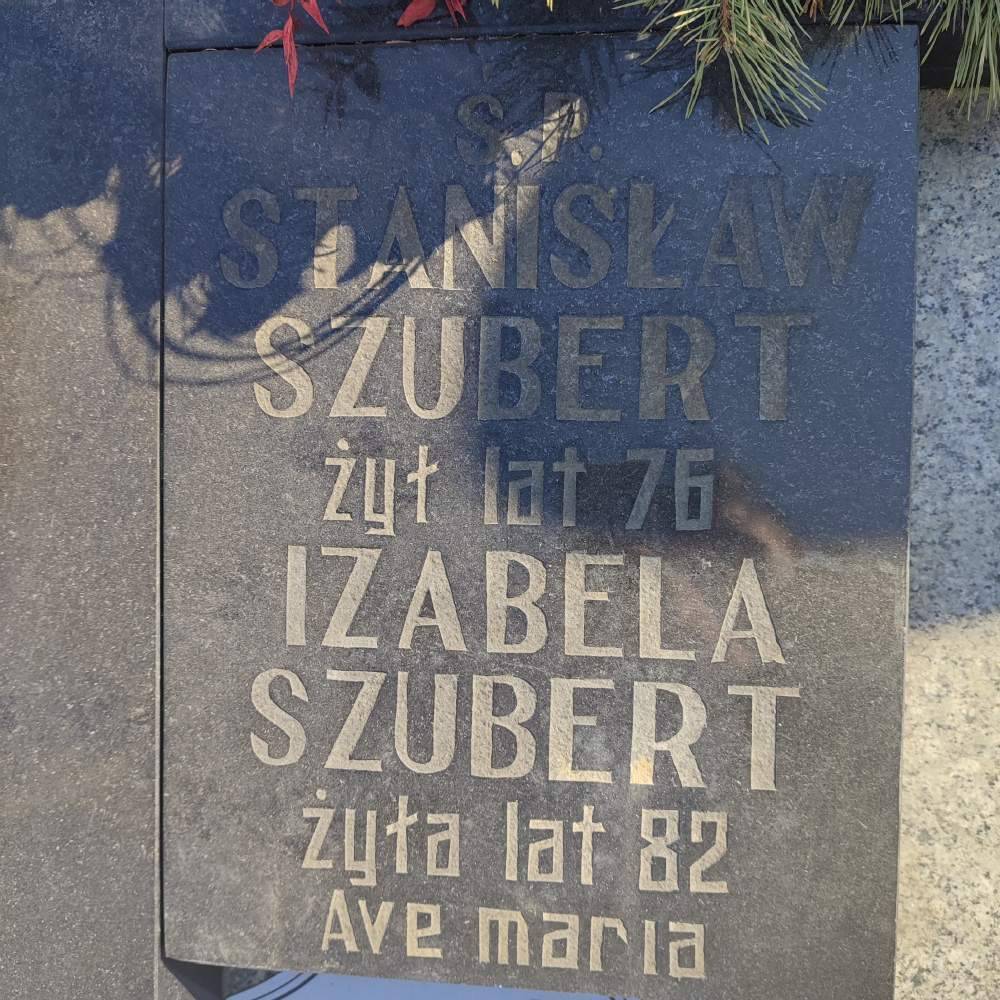 Ś.P.
STANISŁAW
SZUBERT
żył lat 76
IZABELA
SZUBERT
żyła lat 82
Ave maria